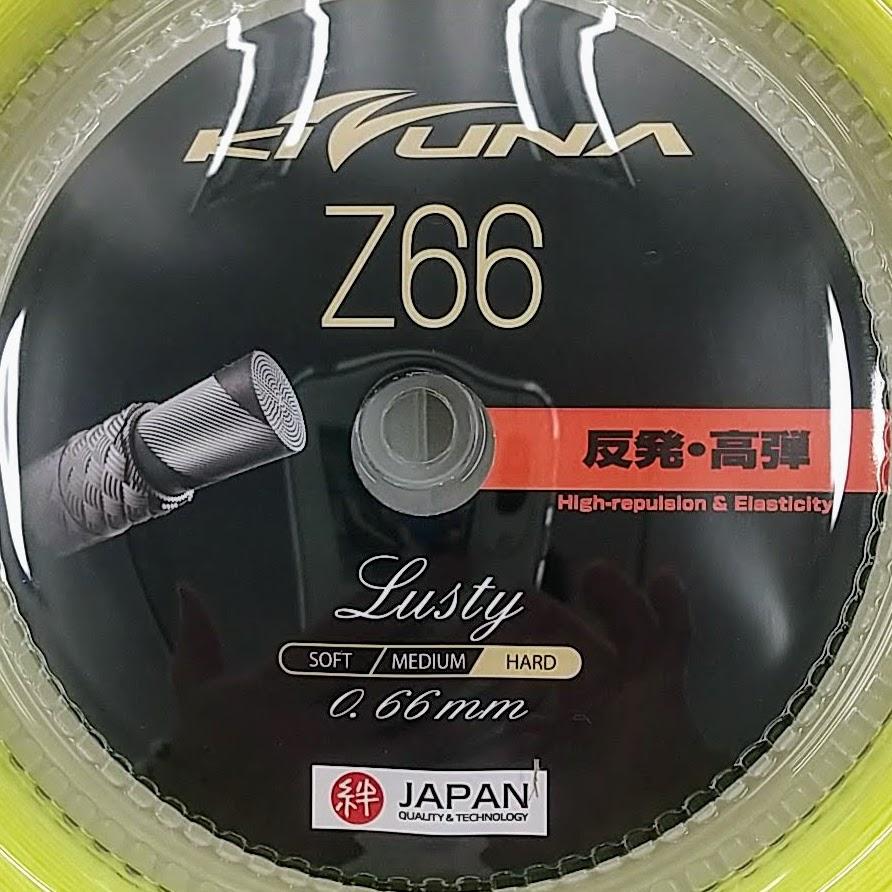 KIZUNA
Z66
反発・高弾
High-repulsion & Elasticity
Lusty
SOFT / MEDIUM / HARD
0.66mm
絆 JAPAN
QUALITY & TECHNOLOGY